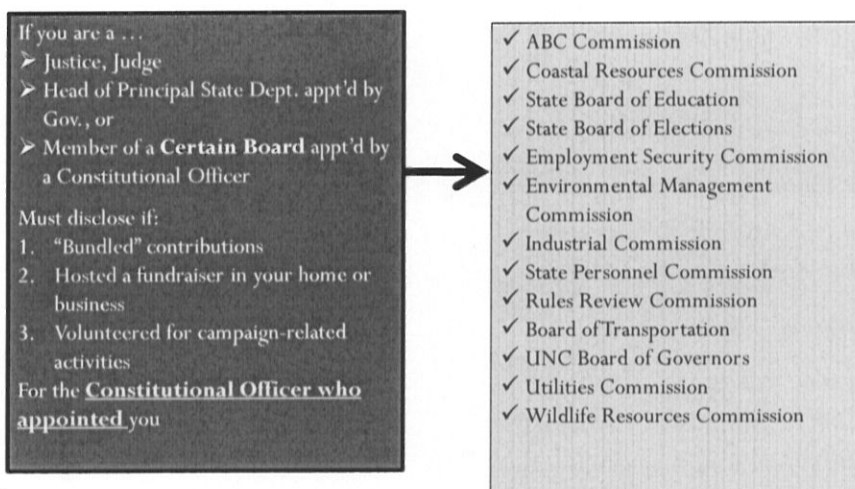 If you are a …
➢ Justice, Judge
➢ Head of Principal State Dept. appt'd by
Gov., or
➢ Member of a Certain Board appt'd by
a Constitutional Officer
Must disclose if:
1. "Bundled" contributions
2. Hosted a fundraiser in your home or
business
3. Volunteered for campaign-related
activities
For the Constitutional Officer who
appointed you
✓ ABC Commission
✓ Coastal Resources Commission
✓ State Board of Education
✓ State Board of Elections
✓ Employment Security Commission
✓ Environmental Management
Commission
✓ Industrial Commission
✓ State Personnel Commission
✓ Rules Review Commission
✓ Board of Transportation
✓ UNC Board of Governors
✓ Utilities Commission
✓ Wildlife Resources Commission